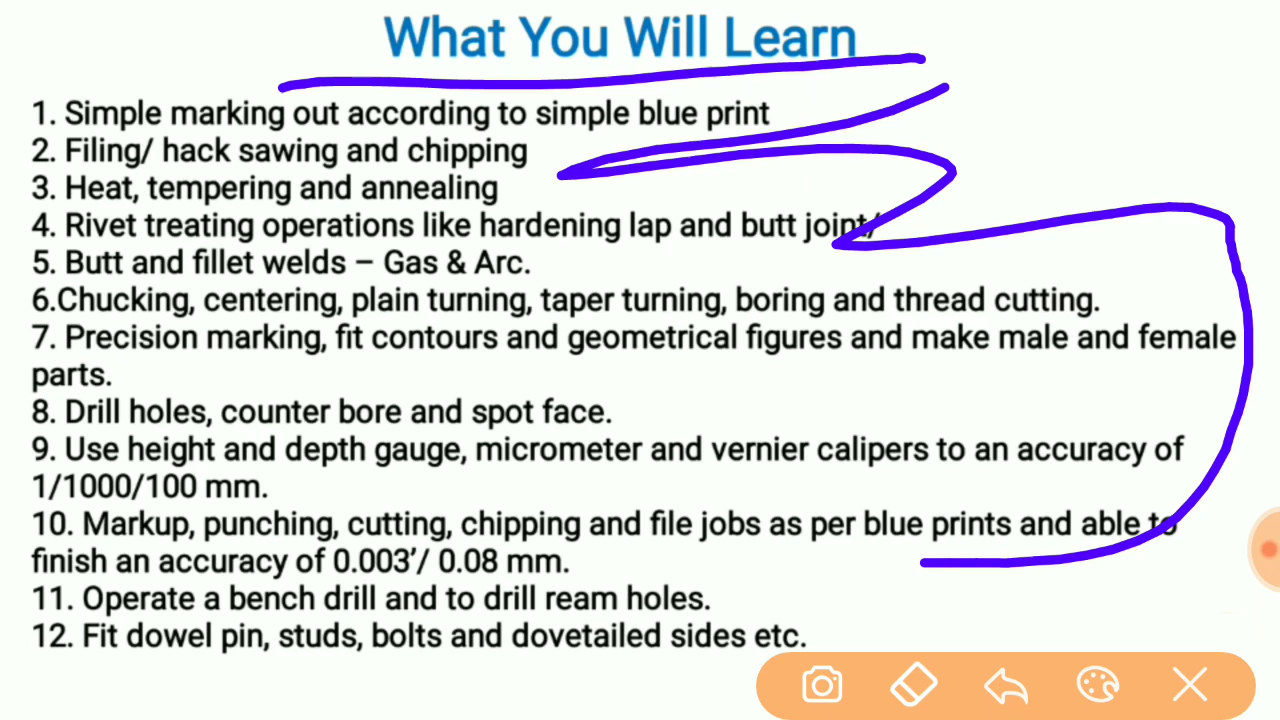 What You Will Learn
1. Simple marking out according to simple blue print
2. Filing/ hack sawing and chipping
3. Heat, tempering and annealing
4. Rivet treating operations like hardening lap and butt joint/
5. Butt and fillet welds – Gas & Arc.
6.Chucking, centering, plain turning, taper turning, boring and thread cutting.
7. Precision marking, fit contours and geometrical figures and make male and female
parts.
8. Drill holes, counter bore and spot face.
9. Use height and depth gauge, micrometer and vernier calipers to an accuracy of
1/1000/100 mm.
10. Markup, punching, cutting, chipping and file jobs as per blue prints and able to
finish an accuracy of 0.003’/ 0.08 mm.
11. Operate a bench drill and to drill ream holes.
12. Fit dowel pin, studs, bolts and dovetailed sides etc.